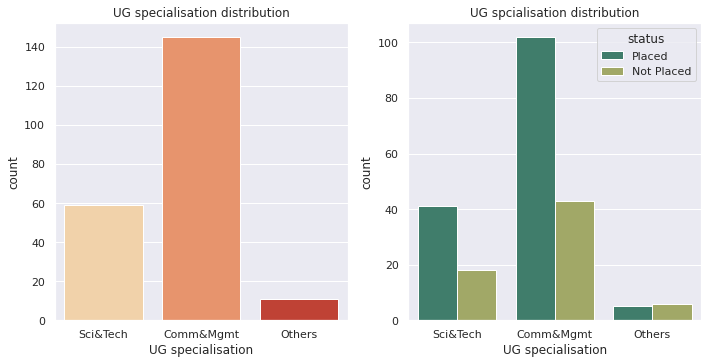 UG specialisation distribution
count
140
120
100
80
60
40
20
0
Sci&Tech Comm&Mgmt Others
UG specialisation
UG spcialisation distribution
status
Placed
Not Placed
count
100
80
60
40
20
0
Sci&Tech Comm&Mgmt Others
UG specialisation